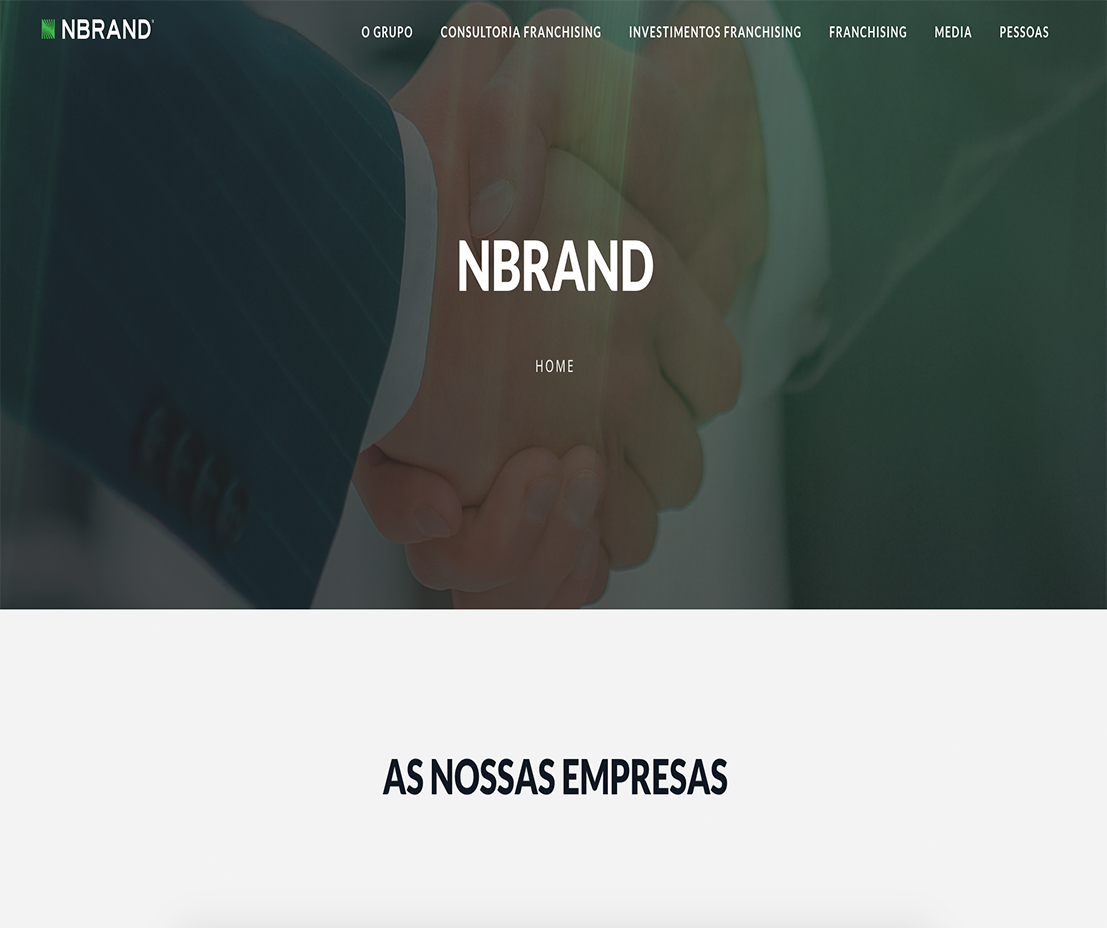 NBRAND
O GRUPO CONSULTORIA FRANCHISING INVESTIMENTOS FRANCHISING FRANCHISING MEDIA PESSOAS
NBRAND
HOME
AS NOSSAS EMPRESAS